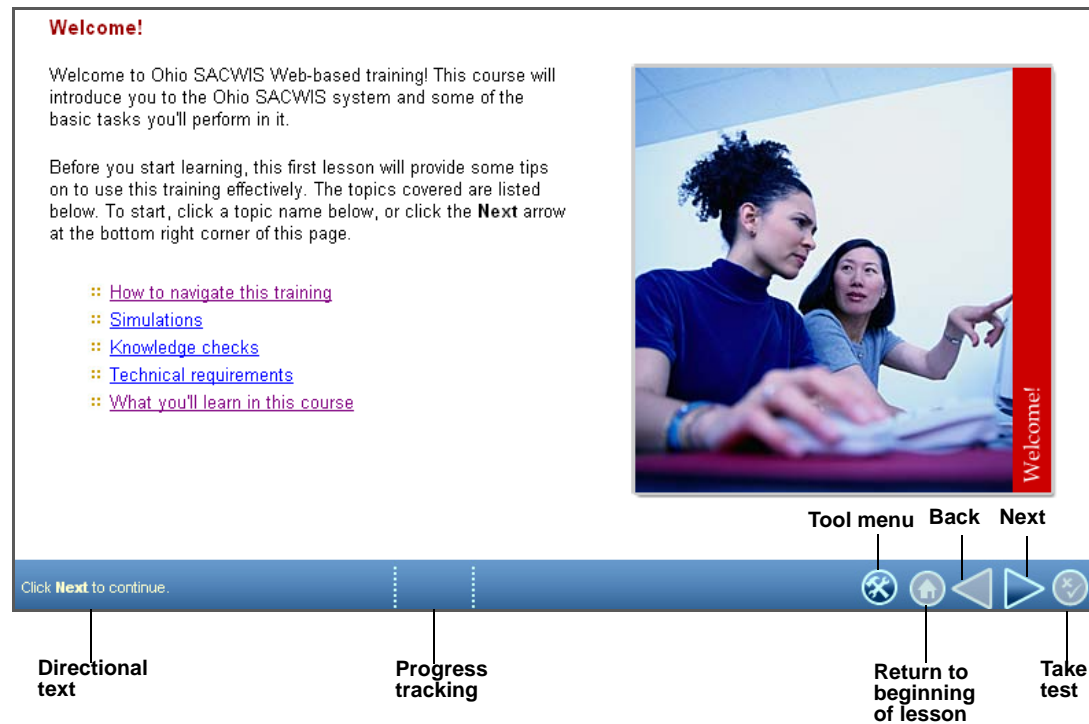 Welcome!
Welcome to Ohio SACWIS Web-based training! This course will
introduce you to the Ohio SACWIS system and some of the
basic tasks you'll perform in it.
Before you start learning, this first lesson will provide some tips
on to use this training effectively. The topics covered are listed
below. To start, click a topic name below, or click the Next arrow
at the bottom right corner of this page.
How to navigate this training
Simulations
Knowledge checks
Technical requirements
What you'll learn in this course
Welcome!
Tool menu Back Next
Click Next to continue.
Directional
text
Progress
tracking
Return to
beginning
of lesson
Take
test